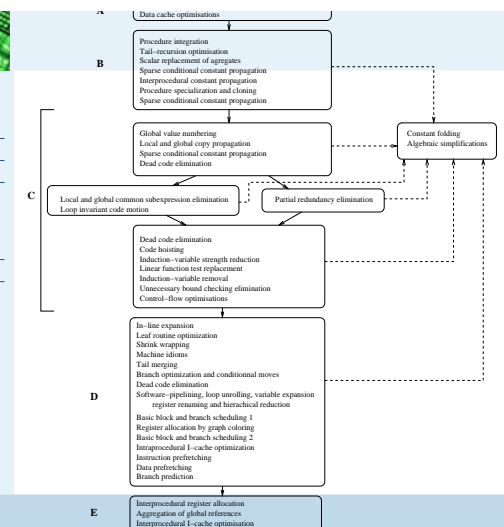 A
Data cache optimisations
B
Procedure integration
Tail-recursion optimisation
Scalar replacement of agregates
Sparse conditional constant propagation
Interprocedural constant propagation
Procedure specialization and cloning
Sparse conditional constant propagation
C
Global value numbering
Local and global copy propagation
Sparse conditional constant propagation
Dead code elimination
Constant folding
Algebraic simplifications
Local and global common subexpression elimination
Loop invariant code motion
Partial redundancy elimination
Dead code elimination
Code hoisting
Induction-variable strength reduction
Linear function test replacement
Induction-variable removal
Unnecessary bound checking elimination
Control-flow optimisations
D
In-line expansion
Leaf routine optimization
Shrink wrapping
Machine idioms
Tail merging
Branch optimization and conditionnal moves
Dead code elimination
Software-pipelining, loop unrolling, variable expansion
register renaming and hierachical reduction
Basic block and branch scheduling 1
Register allocation by graph coloring
Basic block and branch scheduling 2
Intraprocedural I-cache optimization
Instruction prefretching
Data prefretching
Branch prediction
E
Interprocedural register allocation
Aggregation of global references
Interprocedural I-cache optimisation